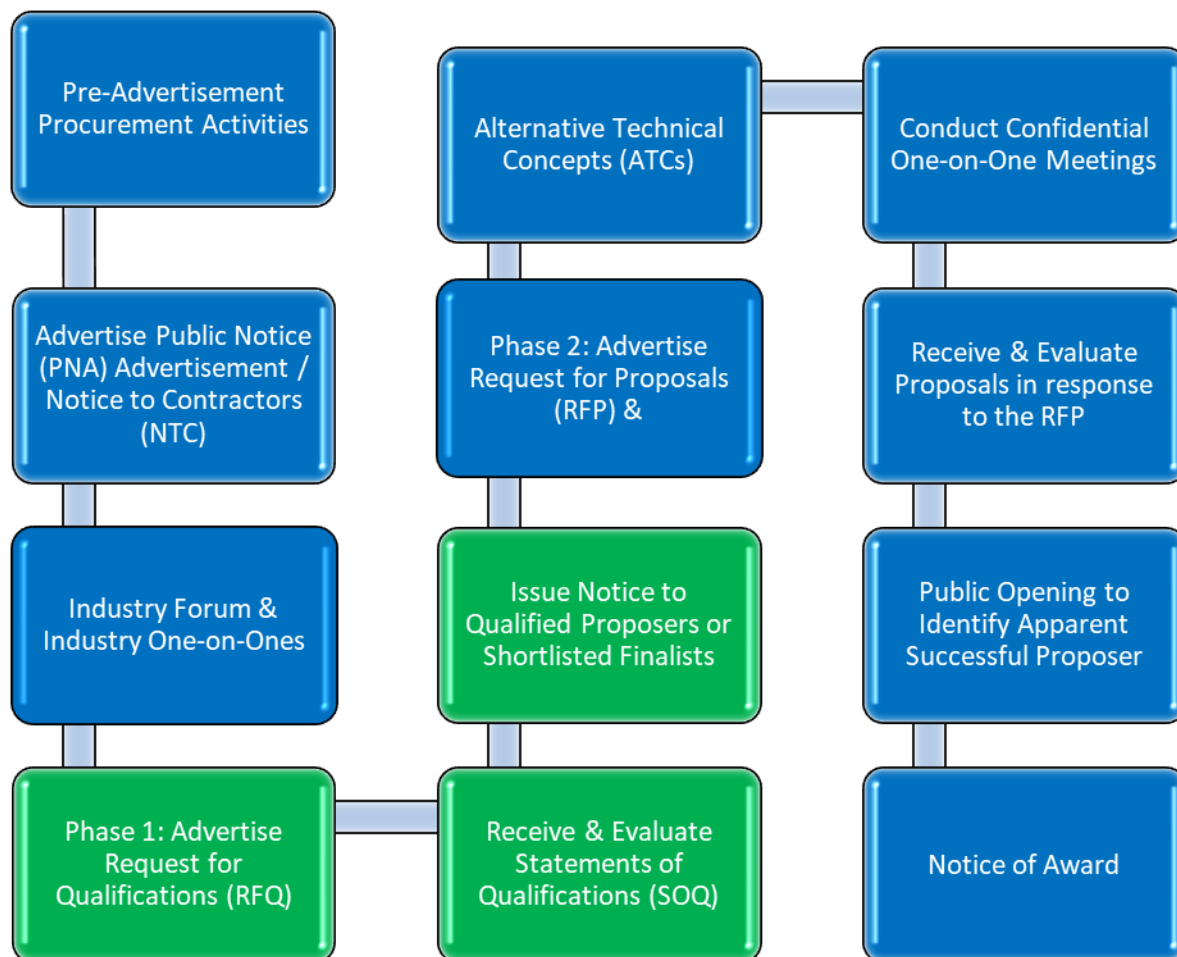 Pre-Advertisement
Procurement Activities
Advertise Public Notice
(PNA) Advertisement /
Notice to Contractors
(NTC)
Industry Forum &
Industry One-on-Ones
Phase 1: Advertise
Request for
Qualifications (RFQ)
Receive & Evaluate
Statements of
Qualifications (SOQ)
Issue Notice to
Qualified Proposers or
Shortlisted Finalists
Phase 2: Advertise
Request for Proposals
(RFP) &
Alternative Technical
Concepts (ATCs)
Conduct Confidential
One-on-One Meetings
Receive & Evaluate
Proposals in response
to the RFP
Public Opening to
Identify Apparent
Successful Proposer
Notice of Award